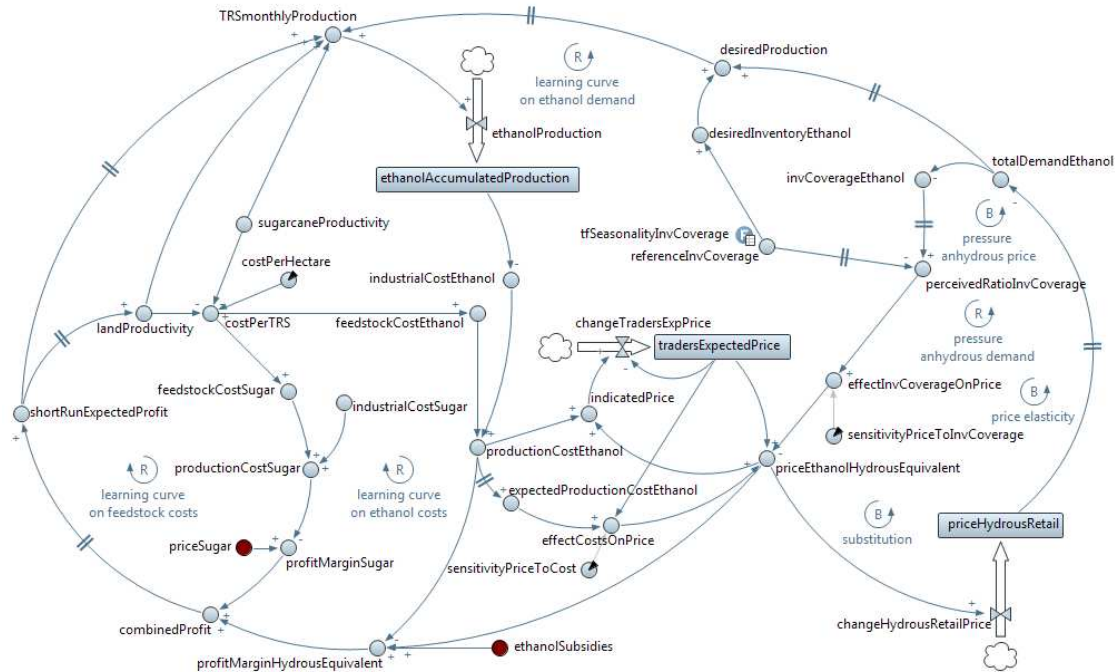 TRSmonthlyProduction
desiredProduction
R
learning curve
on ethanol demand
ethanolProduction
desiredInventoryEthanol
totalDemandEthanol
invCoverageEthanol
ethanolAccumulatedProduction
B
pressure
anhydrous price
sugarcaneProductivity
tfSeasonalityInvCoverage
F
referenceInvCoverage
costPerHectare
industrialCostEthanol
perceivedRatioInvCoverage
landProductivity
costPerTRS
feedstockCostEthanol
changeTradersExpPrice
R
pressure
anhydrous demand
tradersExpectedPrice
feedstockCostSugar
effectInvCoverageOnPrice
B
price elasticity
shortRunExpectedProfit
industrialCostSugar
indicatedPrice
sensitivityPriceToInvCoverage
R
learning curve
on feedstock costs
productionCostSugar
R
learning curve
on ethanol costs
productionCostEthanol
priceEthanolHydrousEquivalent
expectedProductionCostEthanol
B
substitution
priceHydrousRetail
priceSugar
profitMarginSugar
effectCostsOnPrice
sensitivityPriceToCost
combinedProfit
changeHydrousRetailPrice
ethanolSubsidies
profitMarginHydrousEquivalent